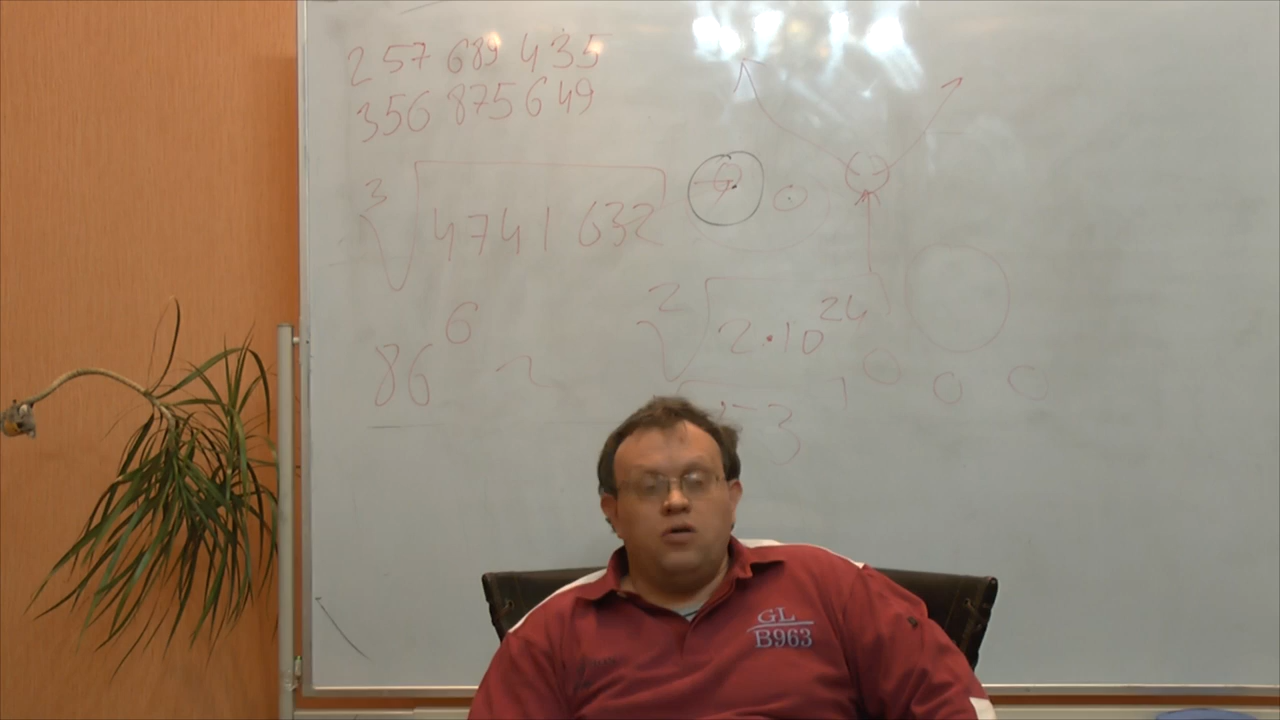 257 689 435
356 875 649
3√4741 632
86^6 ~
2√2·10^24
GL
B963